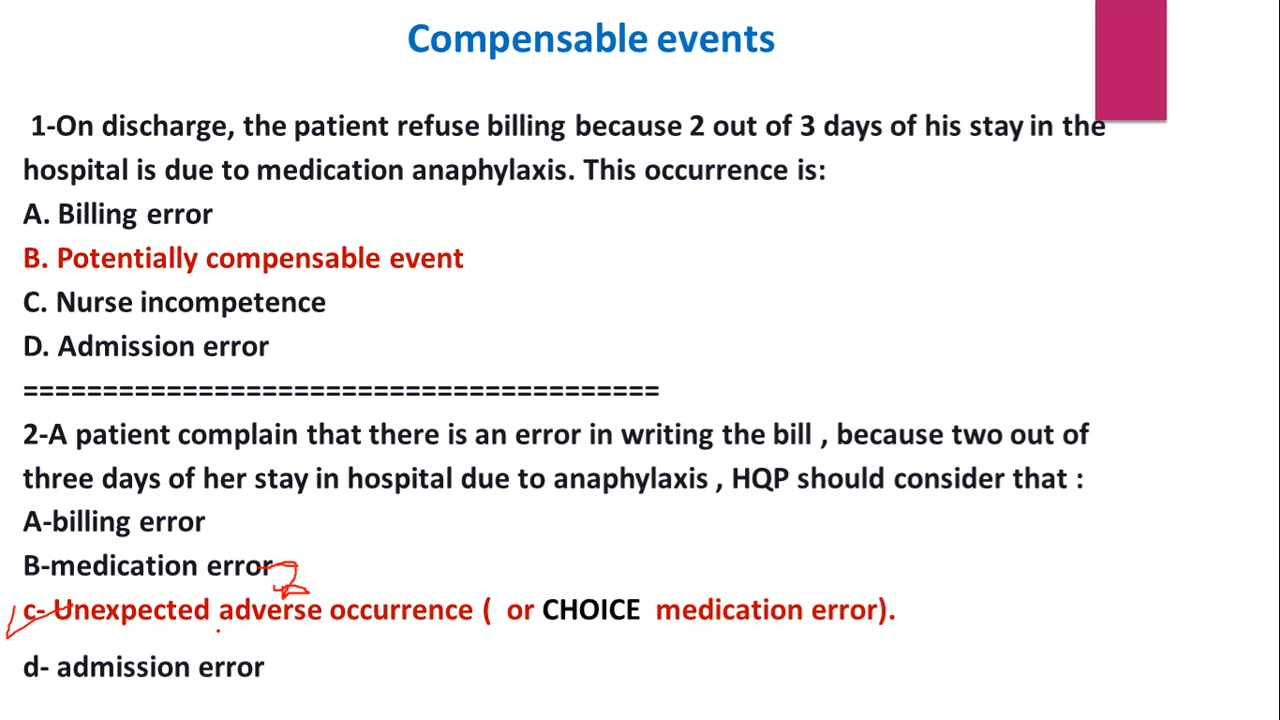 Compensable events
1-On discharge, the patient refuse billing because 2 out of 3 days of his stay in the
hospital is due to medication anaphylaxis. This occurrence is:
A. Billing error
B. Potentially compensable event
C. Nurse incompetence
D. Admission error
=======================================
2-A patient complain that there is an error in writing the bill , because two out of
three days of her stay in hospital due to anaphylaxis , HQP should consider that :
A-billing error
B-medication error 2
c- Unexpected adverse occurrence ( or CHOICE medication error).
d- admission error